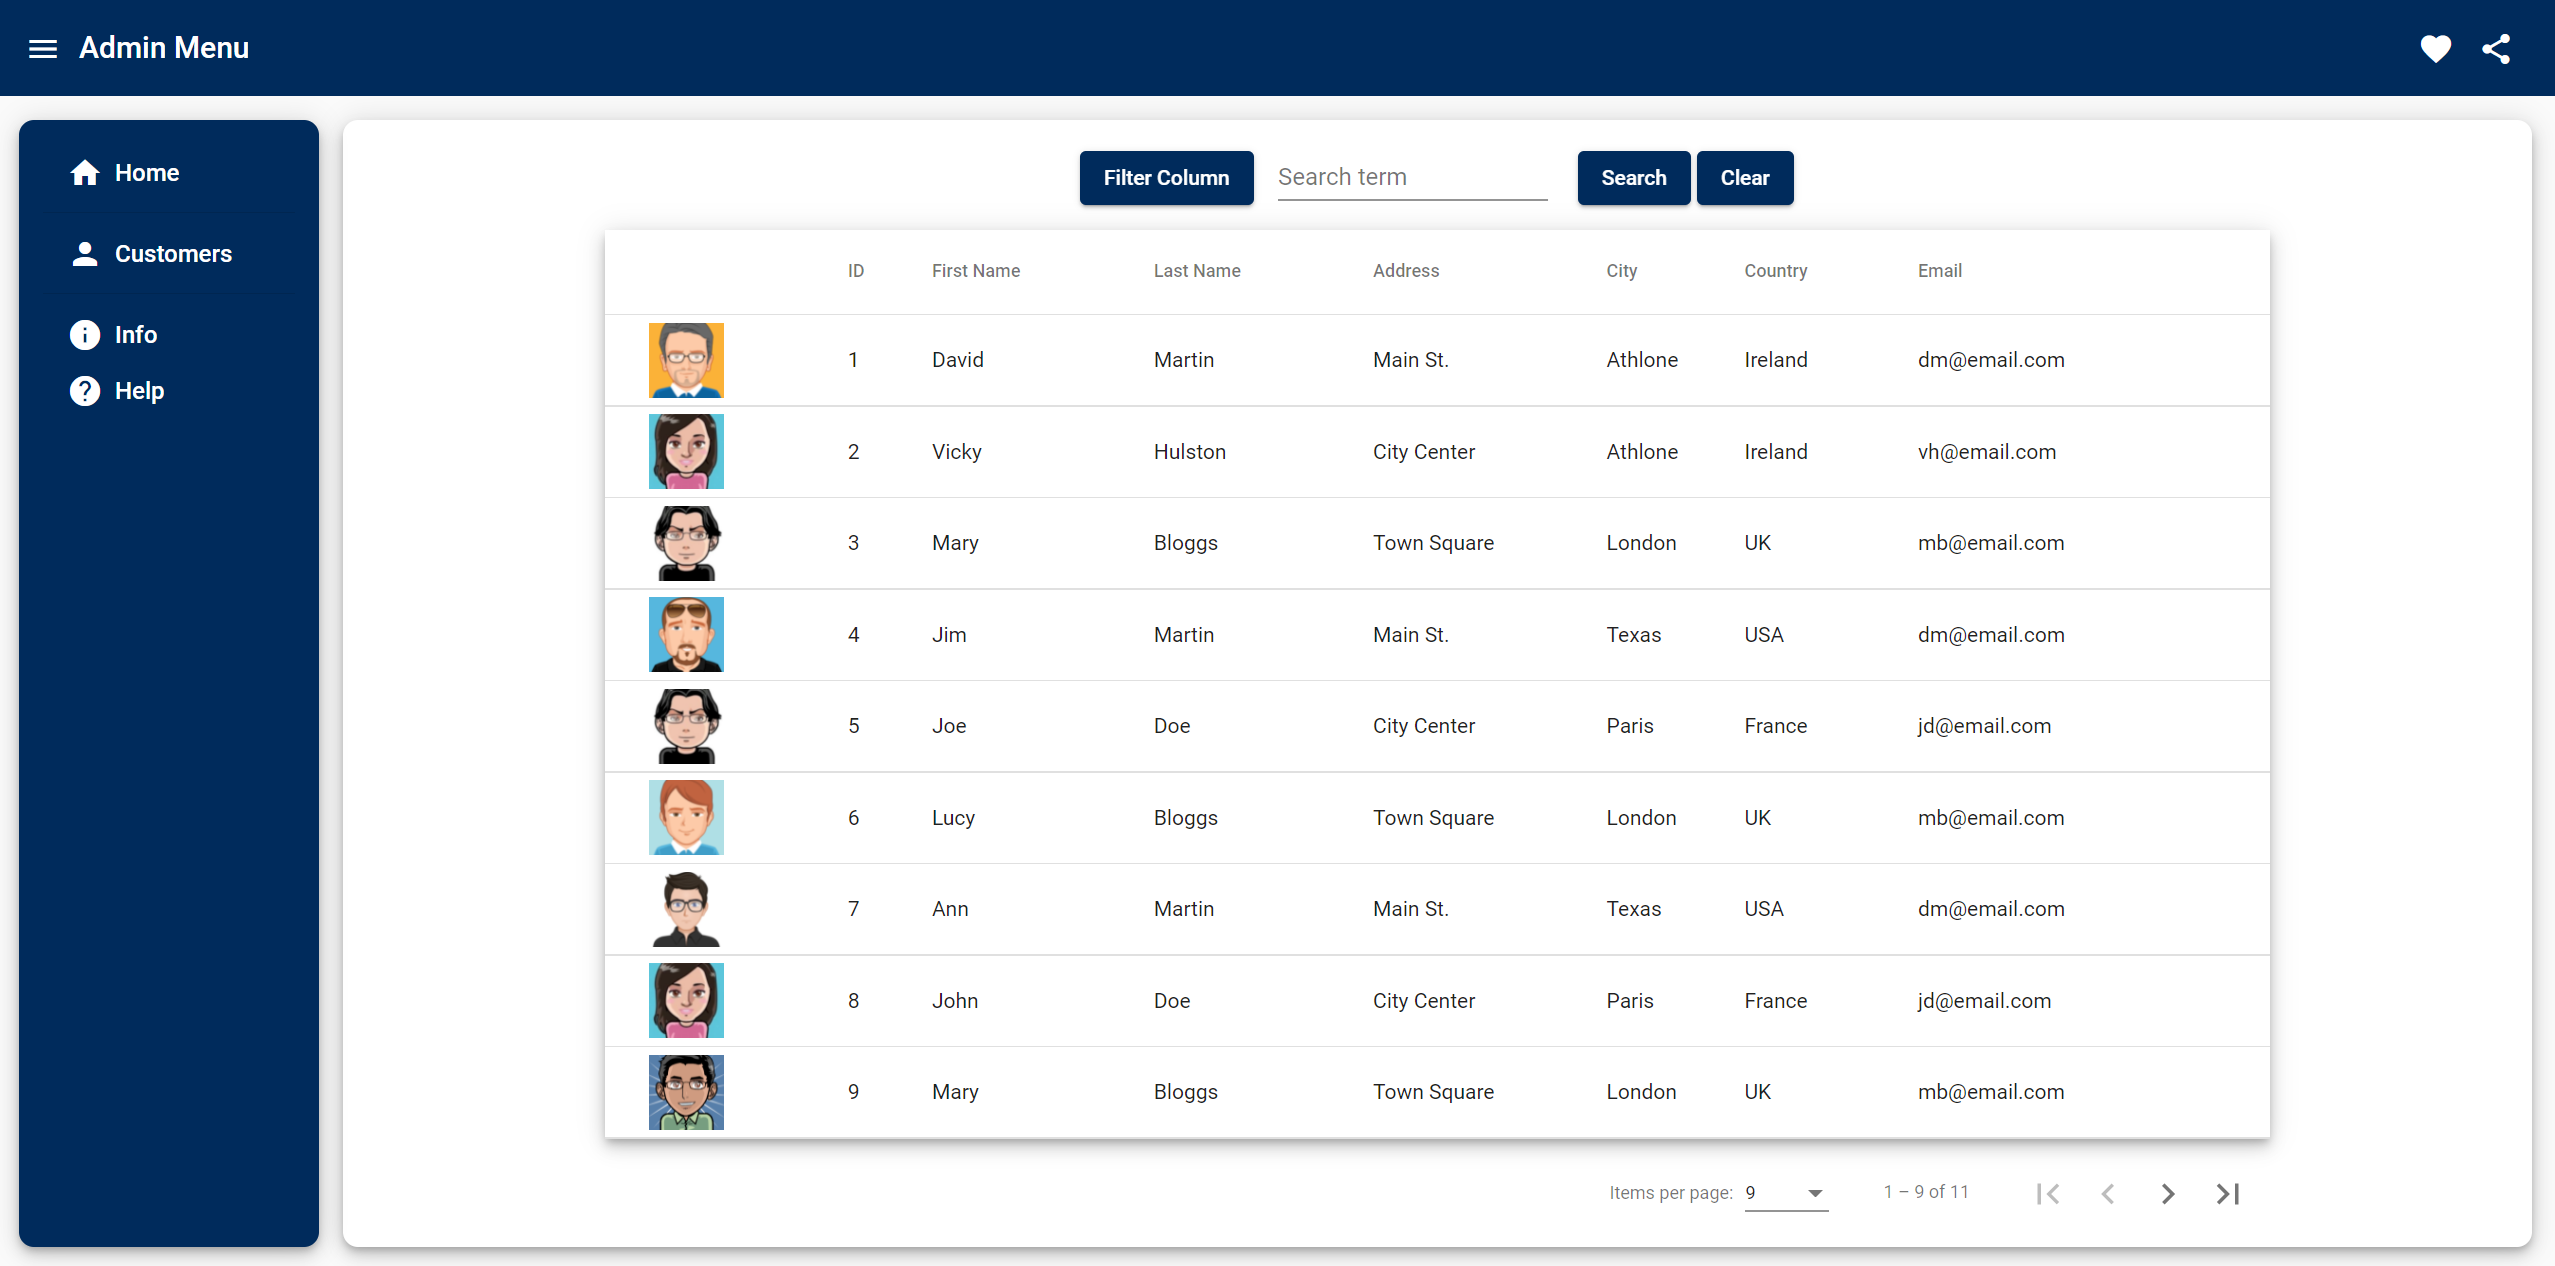 Admin Menu
Home
Customers
Info
Help
Filter Column Search term Search Clear
ID First Name Last Name Address City Country Email
1 David Martin Main St. Athlone Ireland dm@email.com
2 Vicky Hulston City Center Athlone Ireland vh@email.com
3 Mary Bloggs Town Square London UK mb@email.com
4 Jim Martin Main St. Texas USA dm@email.com
5 Joe Doe City Center Paris France jd@email.com
6 Lucy Bloggs Town Square London UK mb@email.com
7 Ann Martin Main St. Texas USA dm@email.com
8 John Doe City Center Paris France jd@email.com
9 Mary Bloggs Town Square London UK mb@email.com
Items per page: 9 1 – 9 of 11